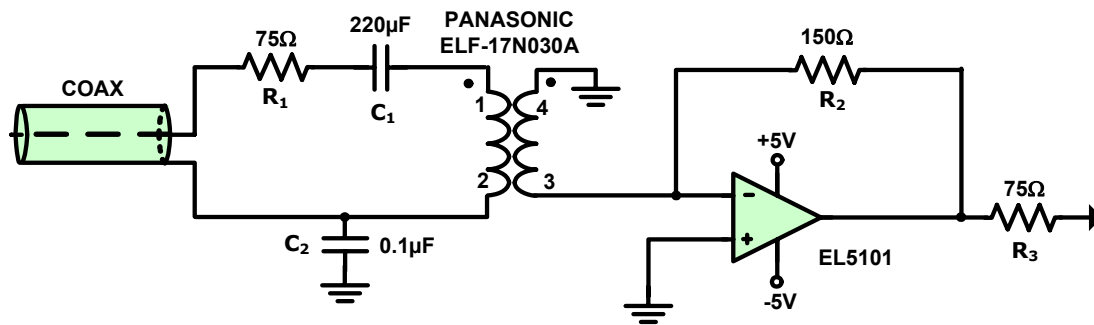 PANASONIC
ELF-17N030A
220µF
75Ω
R1
C1
COAX
1
4
2
3
C2
0.1µF
150Ω
R2
+5V
-
+
-5V
EL5101
75Ω
R3